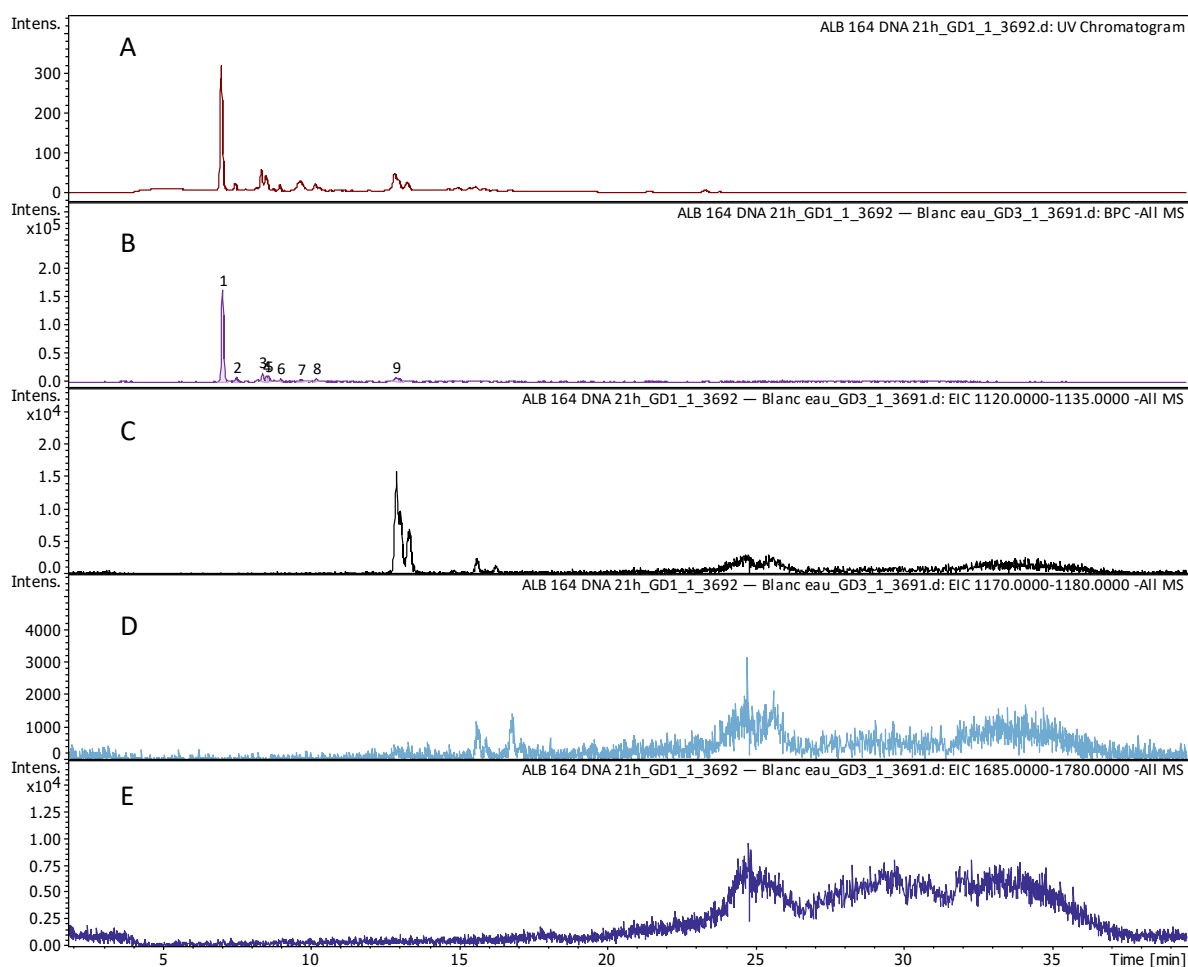 Intens.
ALB 164 DNA 21h_GD1_1_3692.d: UV Chromatogram
A
300
200
100
0
Intens.
x10⁵
ALB 164 DNA 21h_GD1_1_3692 — Blanc eau_GD3_1_3691.d: BPC -All MS
B
2.0
1.5
1.0
0.5
0.0
1
2
3
5
6
7
8
9
Intens.
x10⁴
ALB 164 DNA 21h_GD1_1_3692 — Blanc eau_GD3_1_3691.d: EIC 1120.0000-1135.0000 -All MS
C
2.0
1.5
1.0
0.5
0.0
Intens.
ALB 164 DNA 21h_GD1_1_3692 — Blanc eau_GD3_1_3691.d: EIC 1170.0000-1180.0000 -All MS
D
4000
3000
2000
1000
0
Intens.
x10⁴
ALB 164 DNA 21h_GD1_1_3692 — Blanc eau_GD3_1_3691.d: EIC 1685.0000-1780.0000 -All MS
E
1.25
1.00
0.75
0.50
0.25
0.00
5 10 15 20 25 30 35 Time [min]